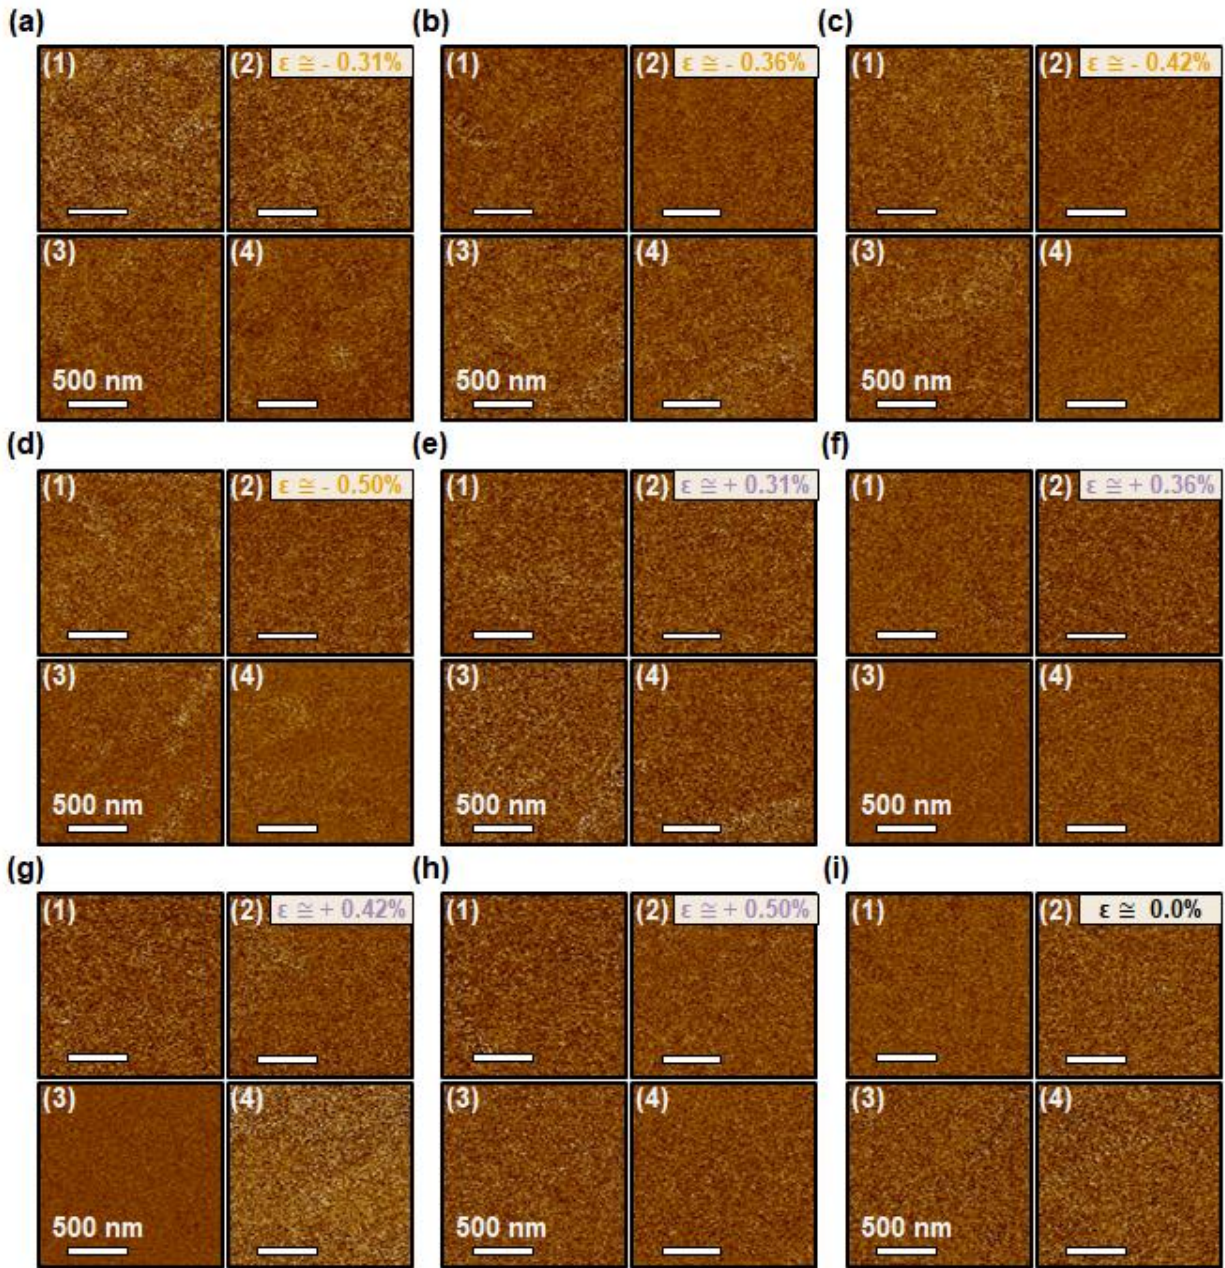 (a) (b) (c)
(1) (2) ε ≅ - 0.31% (1) (2) ε ≅ - 0.36% (1) (2) ε ≅ - 0.42%
(3) (4) (3) (4) (3) (4)
500 nm 500 nm 500 nm
(d) (e) (f)
(1) (2) ε ≅ - 0.50% (1) (2) ε ≅ + 0.31% (1) (2) ε ≅ + 0.36%
(3) (4) (3) (4) (3) (4)
500 nm 500 nm 500 nm
(g) (h) (i)
(1) (2) ε ≅ + 0.42% (1) (2) ε ≅ + 0.50% (1) (2) ε ≅ 0.0%
(3) (4) (3) (4) (3) (4)
500 nm 500 nm 500 nm